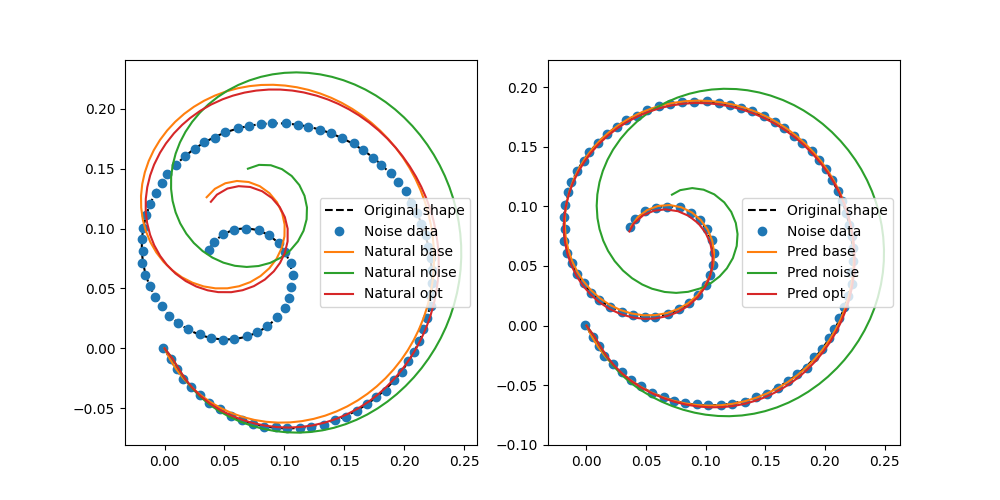 0.20
0.15
0.10
0.05
0.00
−0.05
0.00 0.05 0.10 0.15 0.20 0.25
Original shape
Noise data
Natural base
Natural noise
Natural opt
0.20
0.15
0.10
0.05
0.00
−0.05
−0.10
0.00 0.05 0.10 0.15 0.20 0.25
Original shape
Noise data
Pred base
Pred noise
Pred opt